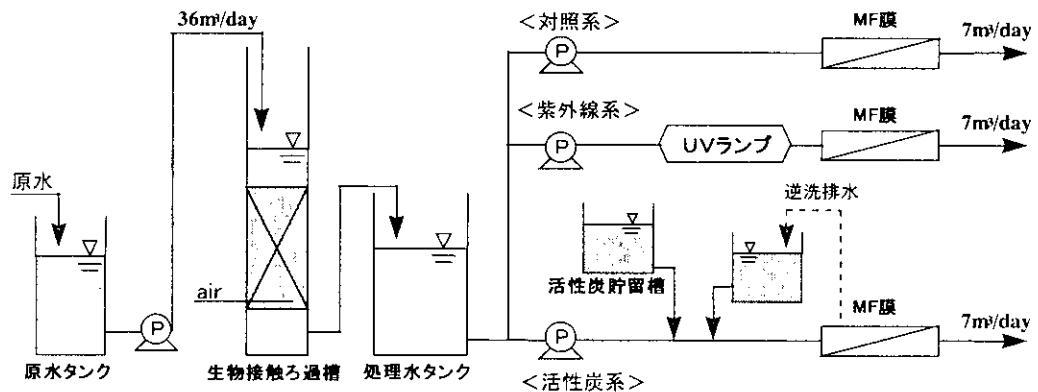 36m³/day
原水
P
原水タンク
air
生物接触ろ過槽
処理水タンク
<対照系>
P
MF膜
7m³/day
<紫外線系>
P
UVランプ
MF膜
7m³/day
活性炭貯留槽
逆洗排水
P
<活性炭系>
MF膜
7m³/day